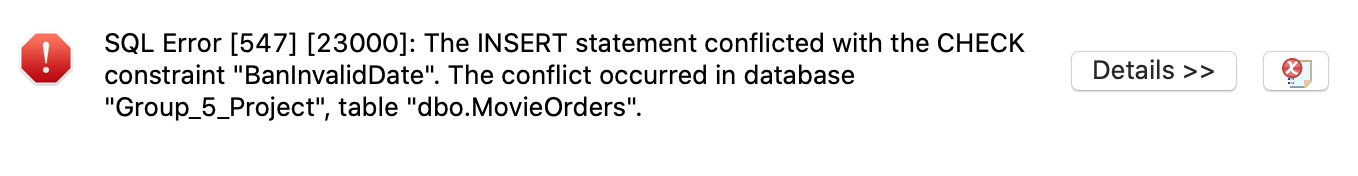 SQL Error [547] [23000]: The INSERT statement conflicted with the CHECK
constraint "BanInvalidDate". The conflict occurred in database
"Group_5_Project", table "dbo.MovieOrders".
Details >>